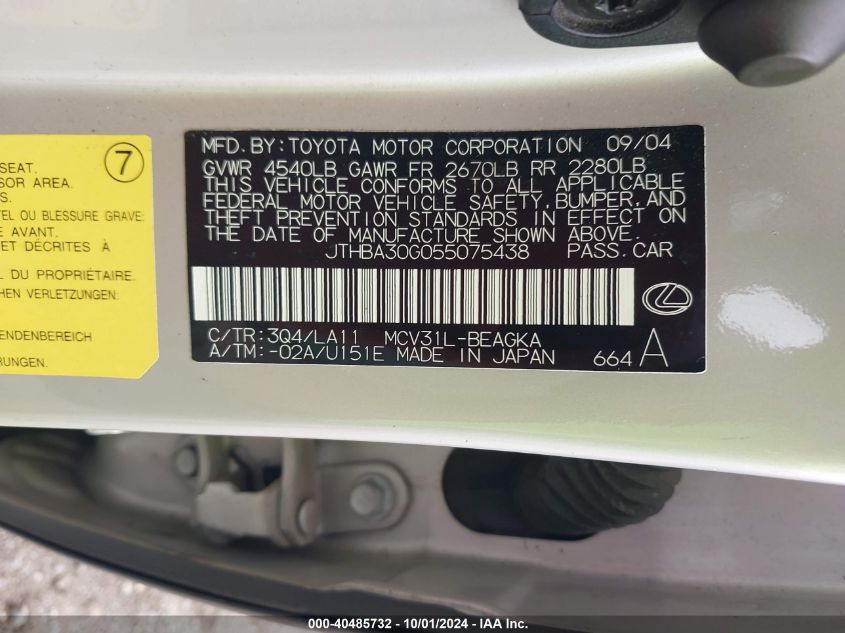 SEAT.
SOR AREA.
S.
TEL OU BLESSURE GRAVE:
E AVANT.
ET DÉCRITES À
L DU PROPRIÉTAIRE.
HEN VERLETZUNGEN:
ENDENBEREICH
RUNGEN.
7
MFD.BY:TOYOTA MOTOR CORPORATION 09/04
GVWR 4540LB GAWR FR 2670LB RR 2280LB
THIS VEHICLE CONFORMS TO ALL APPLICABLE
FEDERAL MOTOR VEHICLE SAFETY,BUMPER,AND
THEFT PREVENTION STANDARDS IN EFFECT ON
THE DATE OF MANUFACTURE SHOWN ABOVE.
JTHBA30G055075438 PASS.CAR
C/TR:3Q4/LA11 MCV31L-BEAGKA
A/TM:-02A/U151E MADE IN JAPAN 664 A
000-40485732 - 10/01/2024 - IAA Inc.